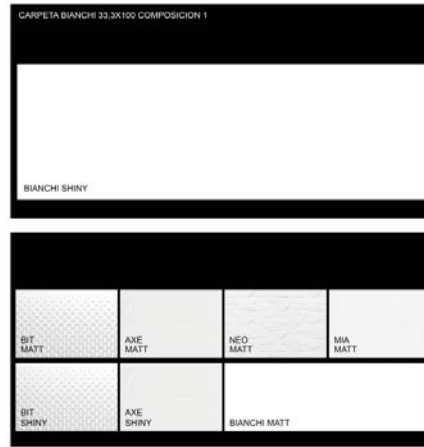 CARPETA BIANCHI 33,3X100 COMPOSICION 1
BIANCHI SHINY
BIT
MATT
AXE
MATT
NEO
MATT
MIA
MATT
BIT
SHINY
AXE
SHINY
BIANCHI MATT